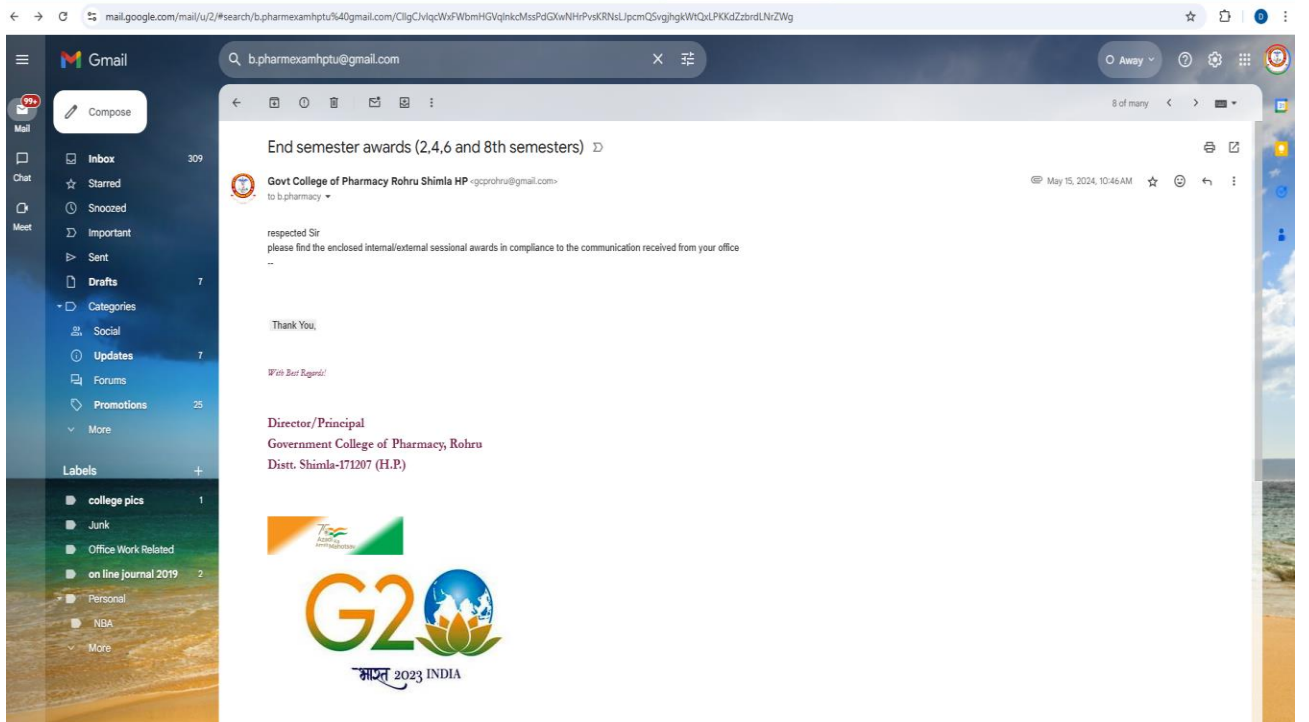 mail.google.com/mail/u/2/#search/b.pharmexamhptu%40gmail.com/CllgCJvlqcWxFWbmHGVqlnkcMssPdGXwNHrPvsKRNsLJpcmQSvgjhgkWtQxLPKKdZzbrdLNrZWg
Gmail
b.pharmexamhptu@gmail.com
Away
99+
Mail
Chat
Meet
Compose
Inbox 309
Starred
Snoozed
Important
Sent
Drafts 7
Categories
Social
Updates 7
Forums
Promotions 25
More
Labels
college pics 1
Junk
Office Work Related
on line journal 2019 2
Personal
NBA
More
8 of many
End semester awards (2,4,6 and 8th semesters)
Govt College of Pharmacy Rohru Shimla HP <gcprohru@gmail.com>
May 15, 2024, 10:46 AM
to b.pharmacy
respected Sir
please find the enclosed internal/external sessional awards in compliance to the communication received from your office
--
Thank You,
With Best Regards!
Director/Principal
Government College of Pharmacy, Rohru
Distt. Shimla-171207 (H.P.)
Azadi Ka
Amrit Mahotsav
G20
भारत 2023 INDIA